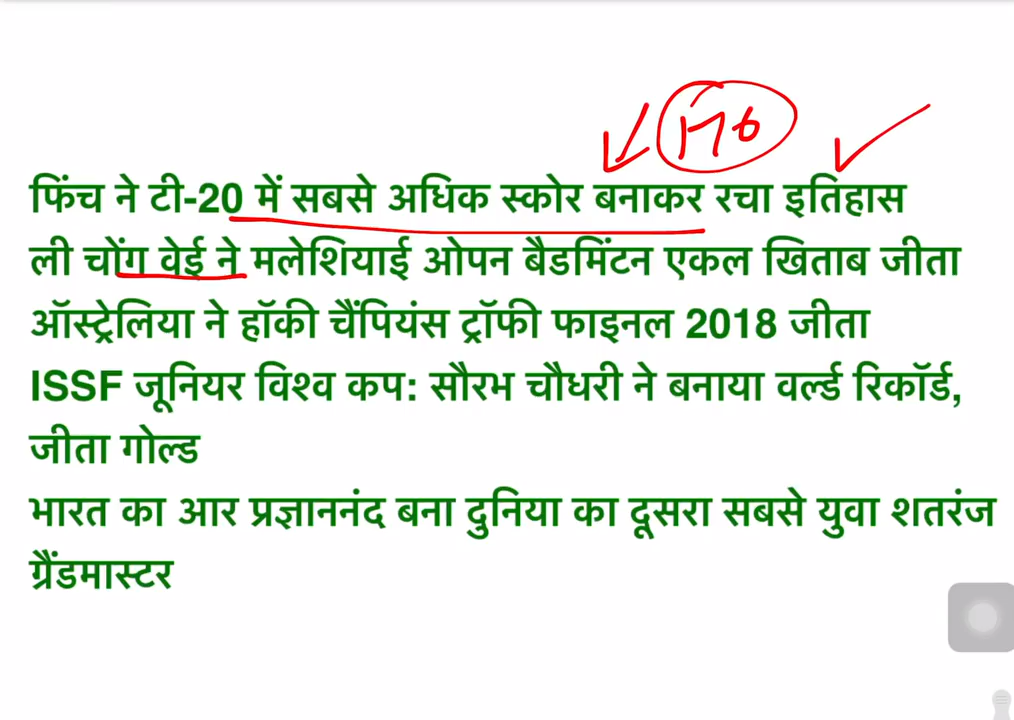 176
फिंच ने टी-20 में सबसे अधिक स्कोर बनाकर रचा इतिहास
ली चोंग वेई ने मलेशियाई ओपन बैडमिंटन एकल खिताब जीता
ऑस्ट्रेलिया ने हॉकी चैंपियंस ट्रॉफी फाइनल 2018 जीता
ISSF जूनियर विश्व कप: सौरभ चौधरी ने बनाया वर्ल्ड रिकॉर्ड,
जीता गोल्ड
भारत का आर प्रज्ञाननंद बना दुनिया का दूसरा सबसे युवा शतरंज
ग्रैंडमास्टर